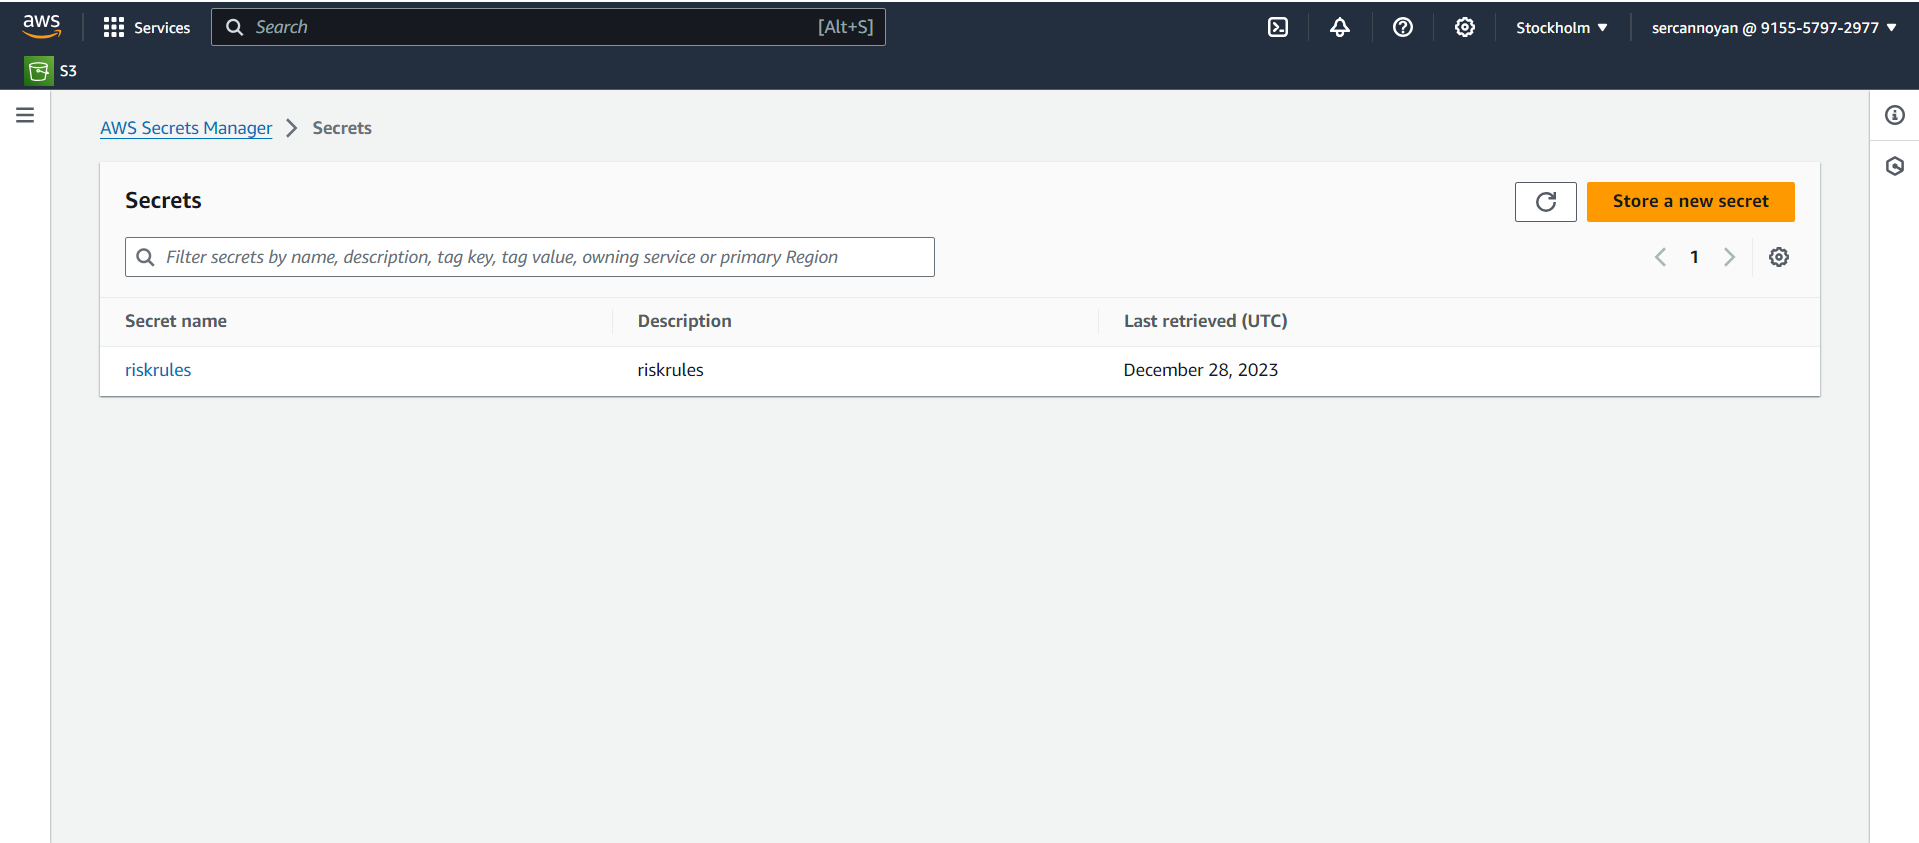 aws Services Search [Alt+S] Stockholm sercannoyan @ 9155-5797-2977
S3
AWS Secrets Manager Secrets
Secrets Store a new secret
Filter secrets by name, description, tag key, tag value, owning service or primary Region 1
Secret name Description Last retrieved (UTC)
riskrules riskrules December 28, 2023